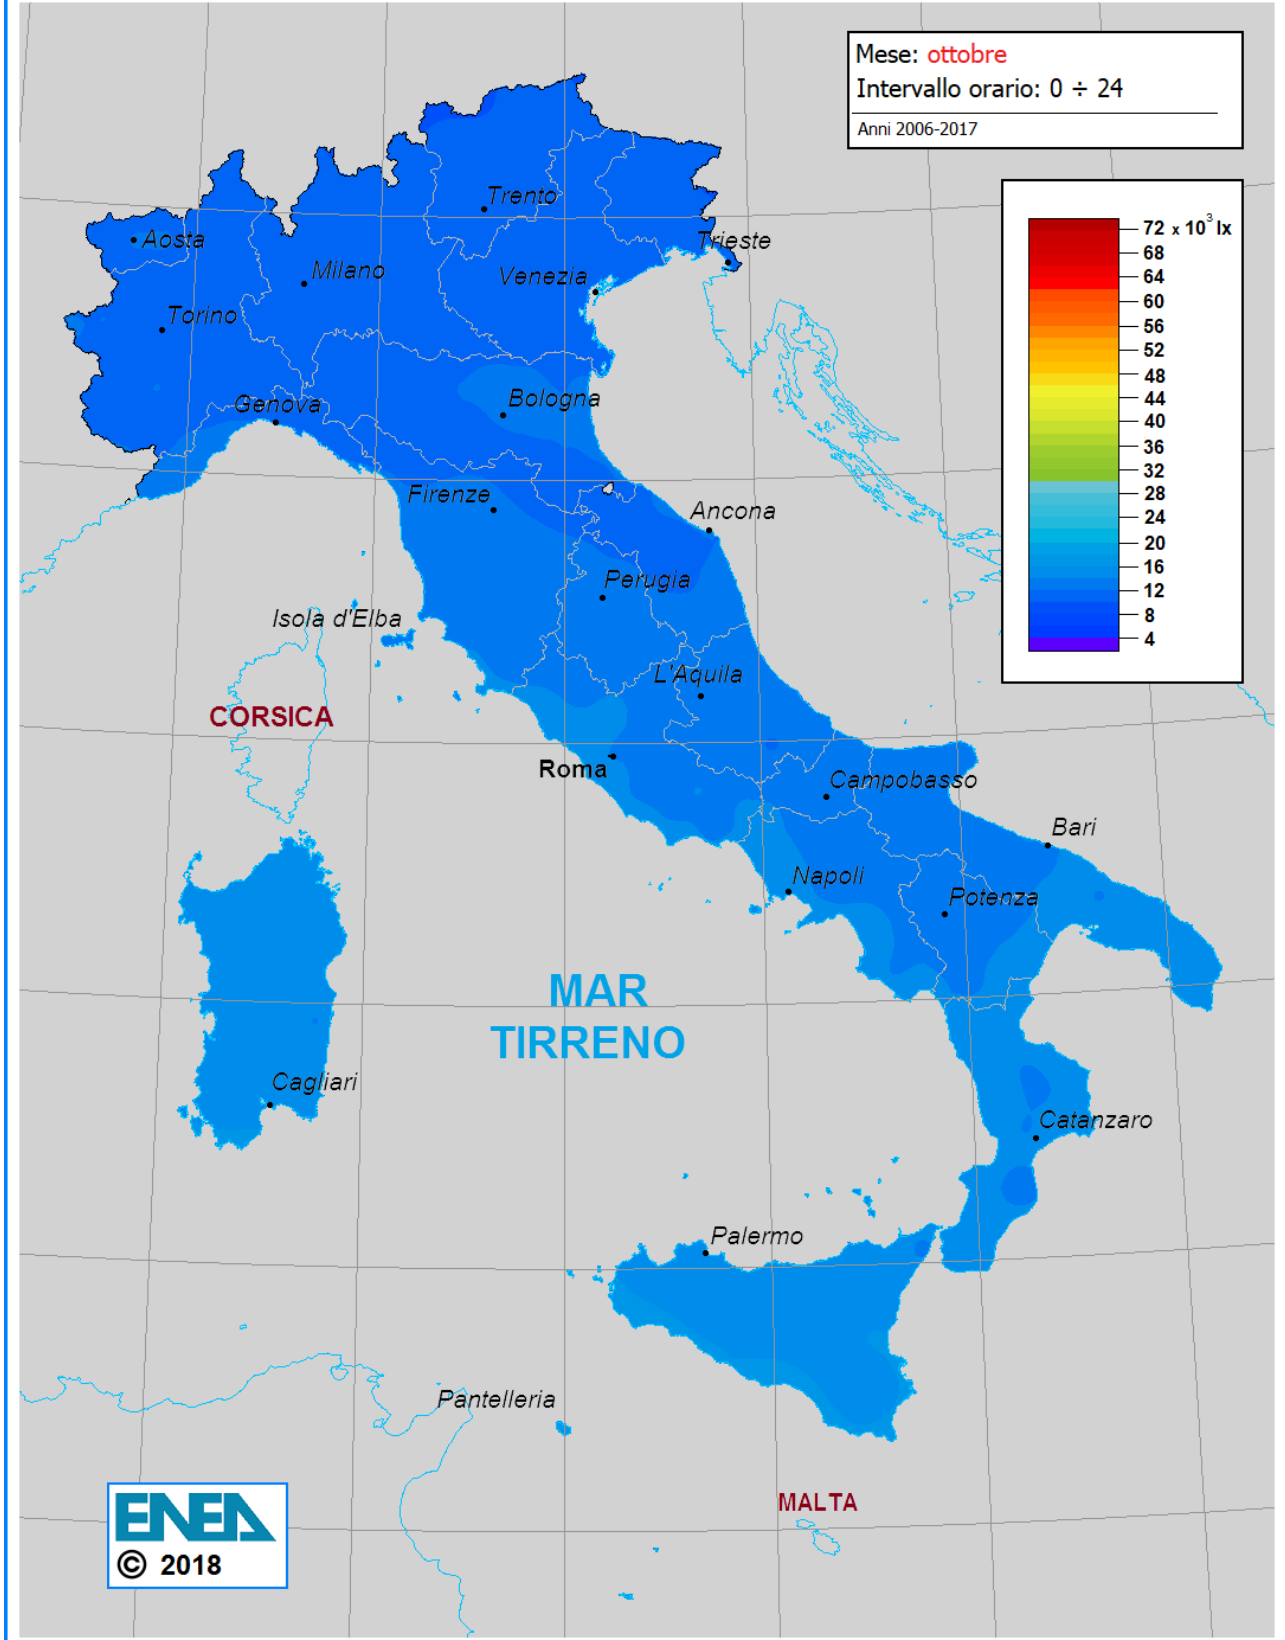 Mese: ottobre
Intervallo orario: 0 ÷ 24
Anni 2006-2017
72 x 10³ lx
68
64
60
56
52
48
44
40
36
32
28
24
20
16
12
8
4
Trento
Aosta
Trieste
Milano
Venezia
Torino
Genova
Bologna
Firenze
Ancona
Perugia
Isola d'Elba
L'Aquila
CORSICA
Roma
Campobasso
Bari
Napoli
Potenza
MAR
TIRRENO
Cagliari
Catanzaro
Palermo
Pantelleria
MALTA
ENEA
© 2018